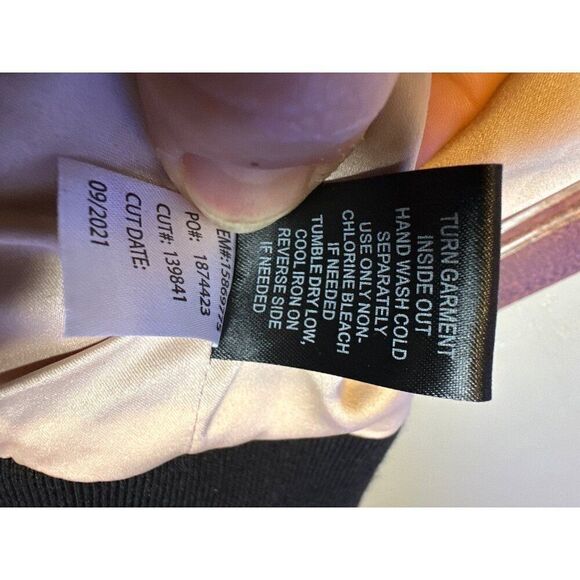 TURN GARMENT
INSIDE OUT
HAND WASH COLD
SEPARATELY
USE ONLY NON-
CHLORINE BLEACH
IF NEEDED
TUMBLE DRY LOW,
COOL IRON ON
REVERSE SIDE
IF NEEDED
PO#: 1874423
CUT#: 139841
CUT DATE:
09/2021